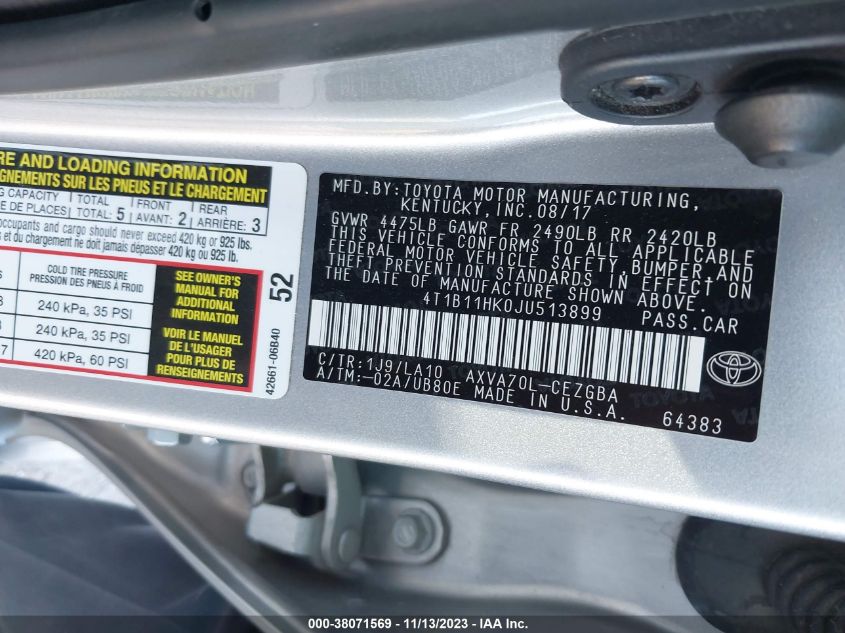 RE AND LOADING INFORMATION
GNEMENTS SUR LES PNEUS ET LE CHARGEMENT
CAPACITY TOTAL FRONT REAR
E DE PLACES TOTAL: 5 AVANT: 2 ARRIÈRE: 3
occupants and cargo should never exceed 420 kg or 925 lbs.
et du chargement ne doit jamais dépasser 420 kg ou 925 lb.
COLD TIRE PRESSURE
PRESSION DES PNEUS À FROID
240 kPa, 35 PSI
240 kPa, 35 PSI
420 kPa, 60 PSI
SEE OWNER'S
MANUAL FOR
ADDITIONAL
INFORMATION
VOIR LE MANUEL
DE L'USAGER
POUR PLUS DE
RENSEIGNEMENTS
52
42661-06B40
MFD.BY:TOYOTA MOTOR MANUFACTURING,
KENTUCKY,INC.08/17
GVWR 4475LB GAWR FR 2490LB RR 2420LB
THIS VEHICLE CONFORMS TO ALL APPLICABLE
FEDERAL MOTOR VEHICLE SAFETY,BUMPER,AND
THEFT PREVENTION STANDARDS IN EFFECT ON
THE DATE OF MANUFACTURE SHOWN ABOVE.
4T1B11HK0JU513899 PASS.CAR
C/TR:1J9/LA10 AXVA70L-CEZGBA
A/TM:-02A/UB80E MADE IN U.S.A.
64383
000-38071569 - 11/13/2023 - IAAI.com